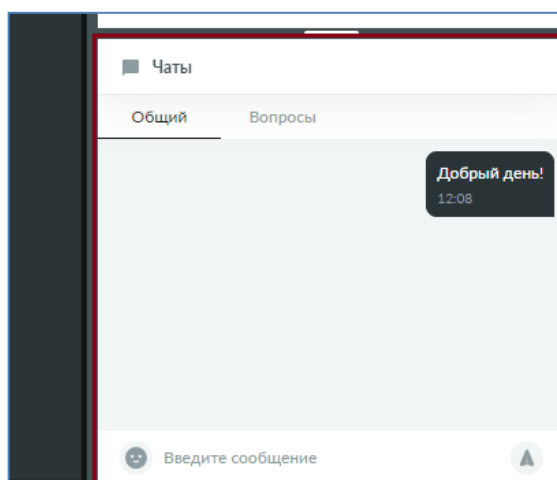 Чаты
Общий Вопросы
Добрый день!
12:08
Введите сообщение